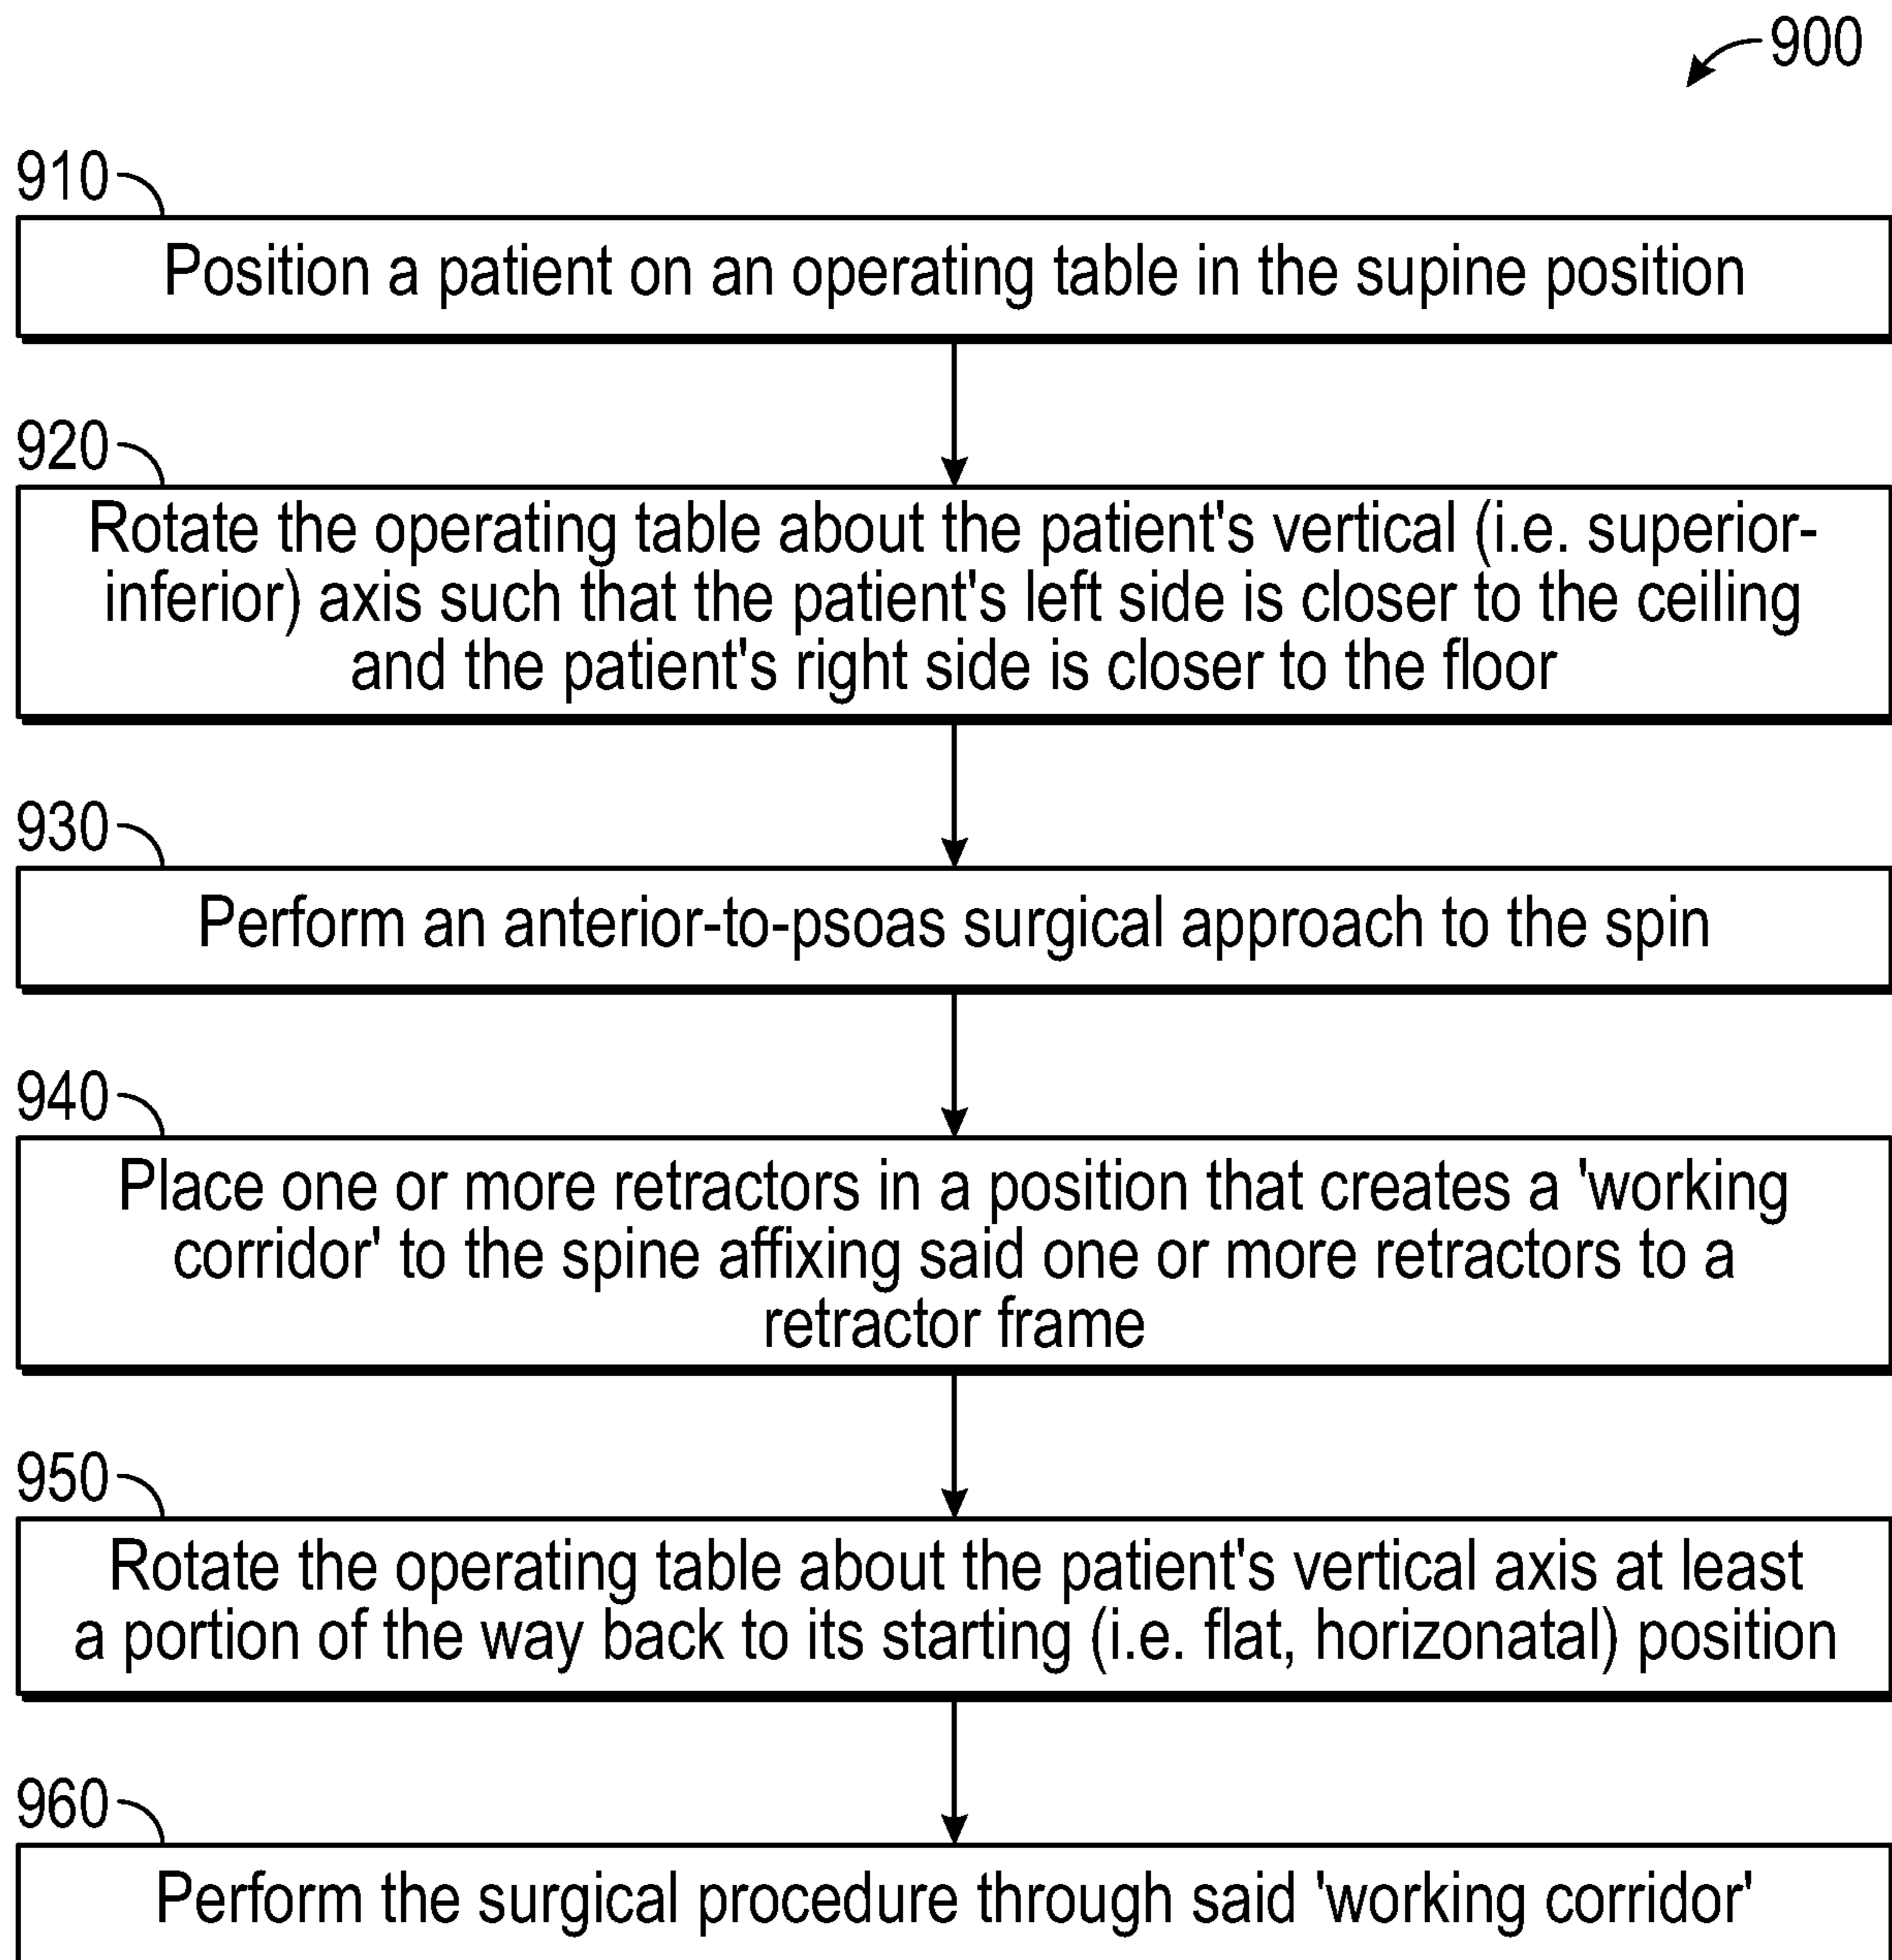 900
910
Position a patient on an operating table in the supine position
920
Rotate the operating table about the patient's vertical (i.e. superior-
inferior) axis such that the patient's left side is closer to the ceiling
and the patient's right side is closer to the floor
930
Perform an anterior-to-psoas surgical approach to the spin
940
Place one or more retractors in a position that creates a 'working
corridor' to the spine affixing said one or more retractors to a
retractor frame
950
Rotate the operating table about the patient's vertical axis at least
a portion of the way back to its starting (i.e. flat, horizonatal) position
960
Perform the surgical procedure through said 'working corridor'